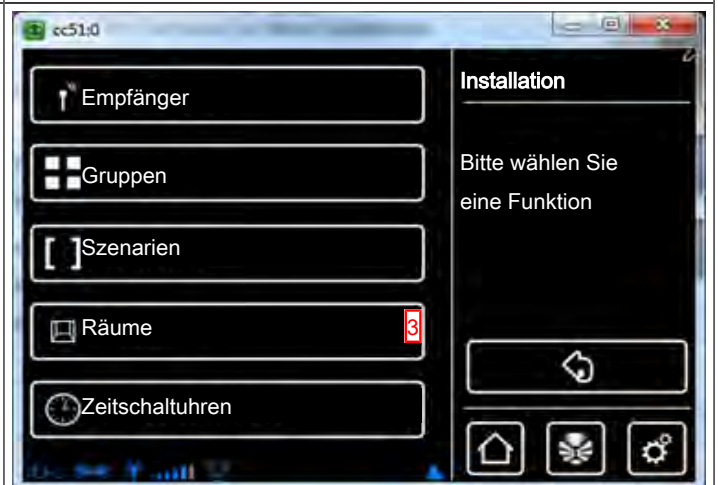 cc51:0
Empfänger
Gruppen
Szenarien
Räume
3
Zeitschaltuhren
Installation
Bitte wählen Sie
eine Funktion